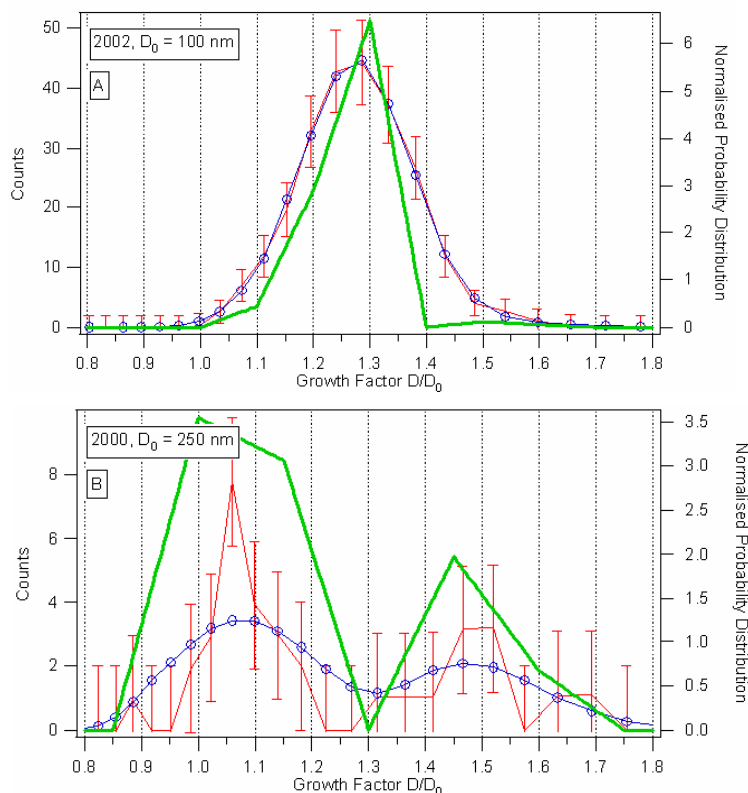 2002, D0 = 100 nm
A
50
40
30
20
10
0
Counts
6
5
4
3
2
1
0
Normalised Probability Distribution
0.8 0.9 1.0 1.1 1.2 1.3 1.4 1.5 1.6 1.7 1.8
Growth Factor D/D0
2000, D0 = 250 nm
B
8
6
4
2
0
Counts
3.5
3.0
2.5
2.0
1.5
1.0
0.5
0.0
Normalised Probability Distribution
0.8 0.9 1.0 1.1 1.2 1.3 1.4 1.5 1.6 1.7 1.8
Growth Factor D/D0